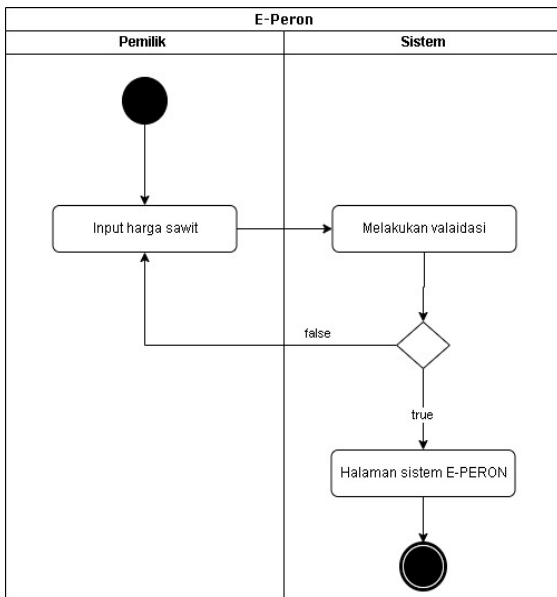 E-Peron
Pemilik
Sistem
Input harga sawit
Melakukan valaidasi
false
true
Halaman sistem E-PERON